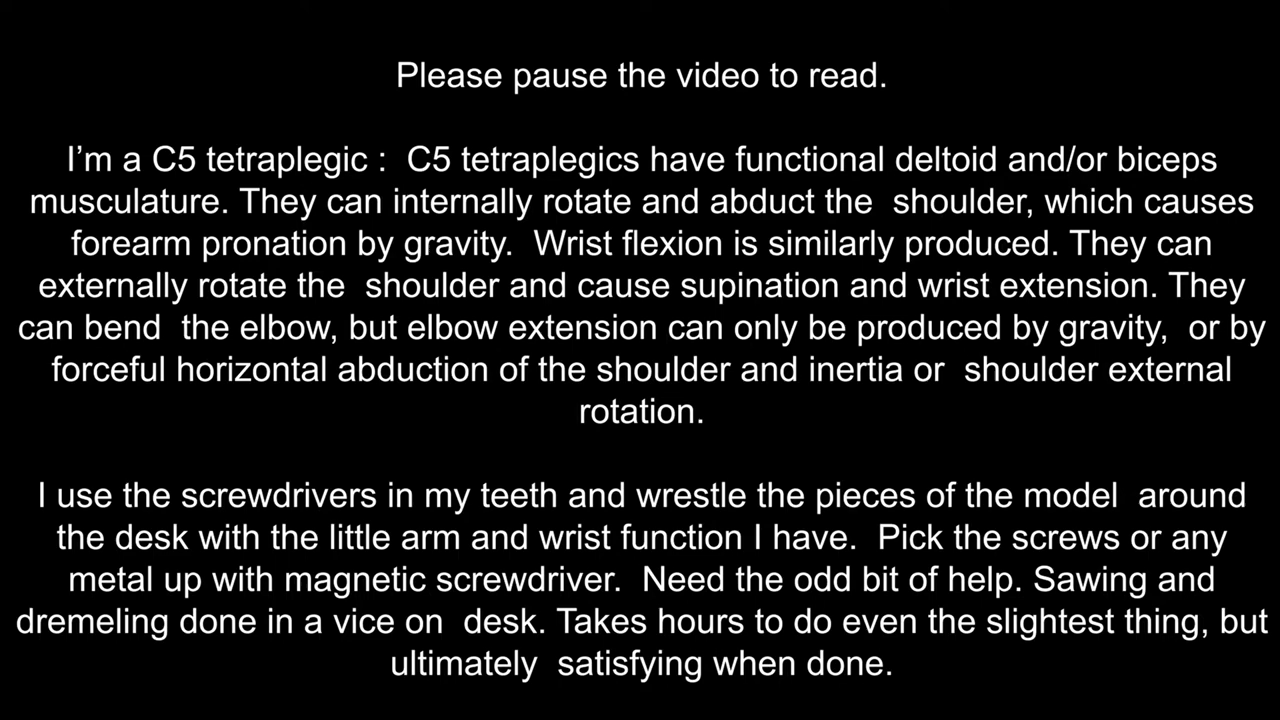 Please pause the video to read.
I'm a C5 tetraplegic :  C5 tetraplegics have functional deltoid and/or biceps
musculature. They can internally rotate and abduct the  shoulder, which causes
forearm pronation by gravity.  Wrist flexion is similarly produced. They can
externally rotate the  shoulder and cause supination and wrist extension. They
can bend  the elbow, but elbow extension can only be produced by gravity,  or by
forceful horizontal abduction of the shoulder and inertia or  shoulder external
rotation.
I use the screwdrivers in my teeth and wrestle the pieces of the model  around
the desk with the little arm and wrist function I have.  Pick the screws or any
metal up with magnetic screwdriver.  Need the odd bit of help. Sawing and
dremeling done in a vice on  desk. Takes hours to do even the slightest thing, but
ultimately  satisfying when done.